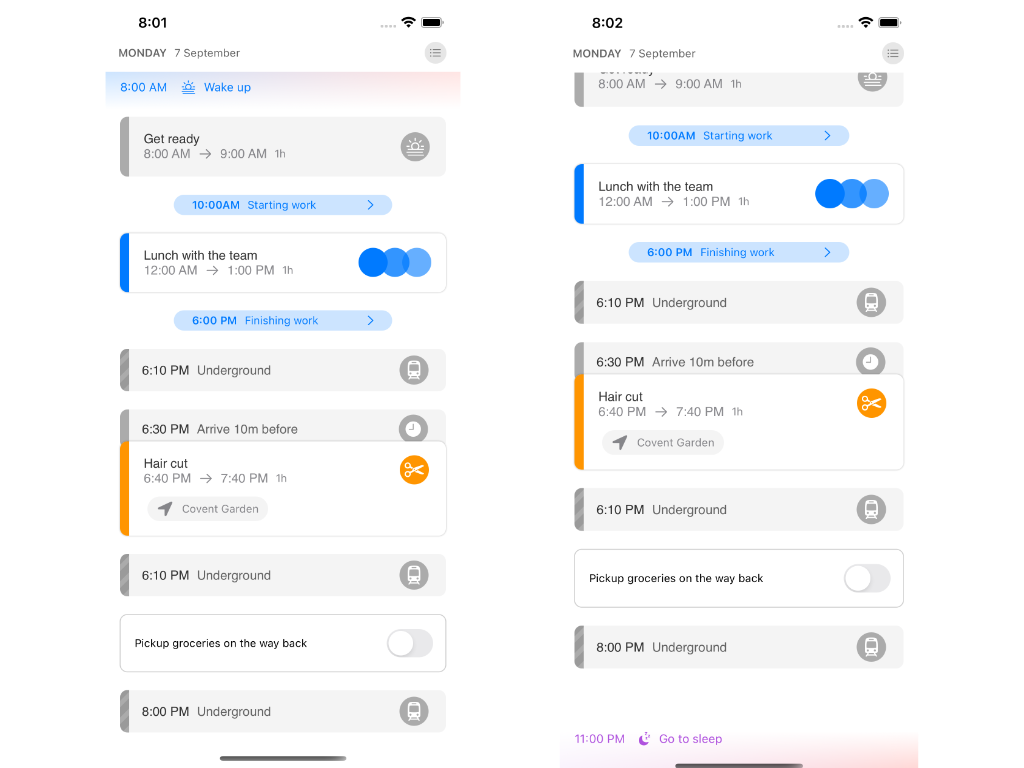 8:01
MONDAY 7 September
8:00 AM Wake up
Get ready
8:00 AM → 9:00 AM 1h
10:00AM Starting work
Lunch with the team
12:00 AM → 1:00 PM 1h
6:00 PM Finishing work
6:10 PM Underground
6:30 PM Arrive 10m before
Hair cut
6:40 PM → 7:40 PM 1h
Covent Garden
6:10 PM Underground
Pickup groceries on the way back
8:00 PM Underground
8:02
MONDAY 7 September
Get ready
8:00 AM → 9:00 AM 1h
10:00AM Starting work
Lunch with the team
12:00 AM → 1:00 PM 1h
6:00 PM Finishing work
6:10 PM Underground
6:30 PM Arrive 10m before
Hair cut
6:40 PM → 7:40 PM 1h
Covent Garden
6:10 PM Underground
Pickup groceries on the way back
8:00 PM Underground
11:00 PM Go to sleep